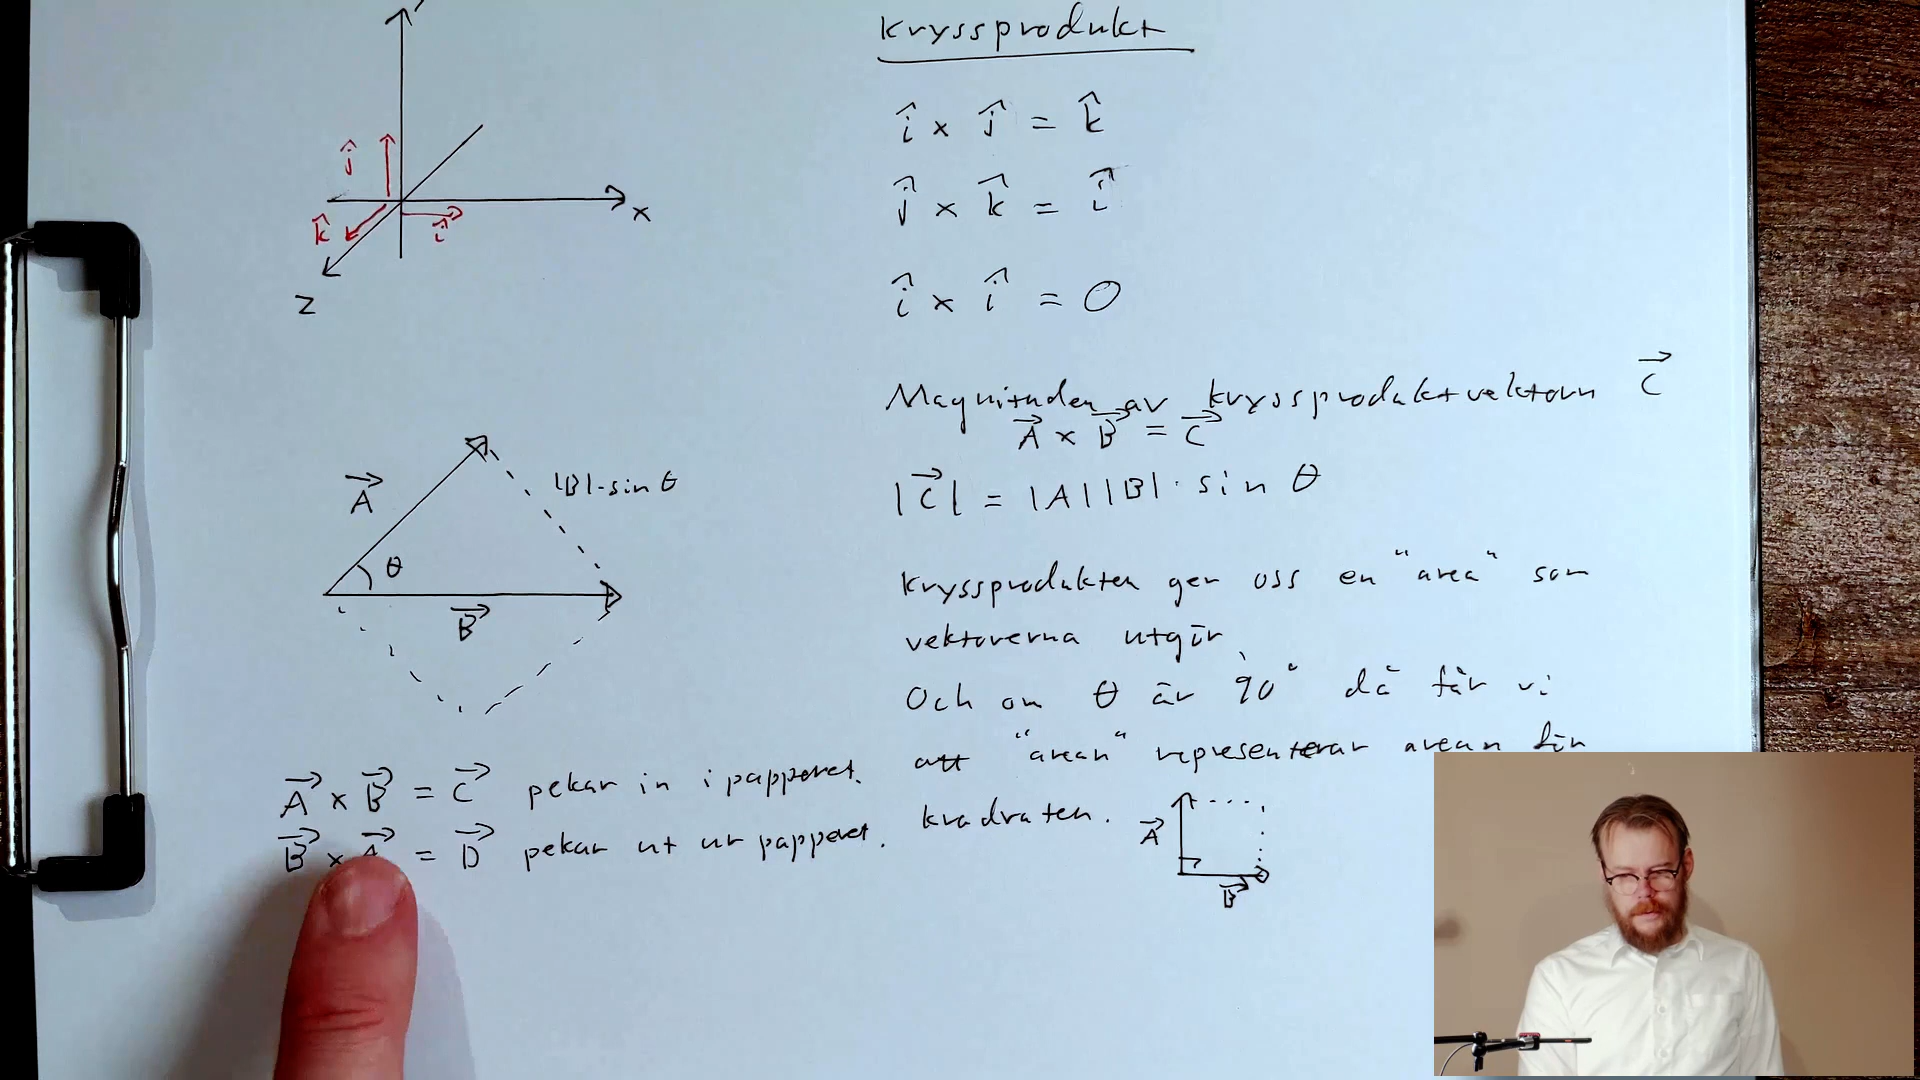 Kryssprodukt
î × ĵ = k̂
ĵ × k̂ = î
î × î = 0
ĵ
k̂
î
x
z
Magnituden av kryssproduktvektorn C⃗
A⃗ × B⃗ = C⃗
|C⃗| = |A||B|·sin θ
A⃗
|B|·sin θ
θ
B⃗
Kryssprodukten ger oss en "area" som
vektorerna utgör.
Och om θ är 90° då får vi
att "arean" representerar arean för
kvadraten.
A⃗
B⃗
A⃗ × B⃗ = C⃗ pekar in i papperet.
B⃗ × A⃗ = D⃗ pekar ut ur papperet.